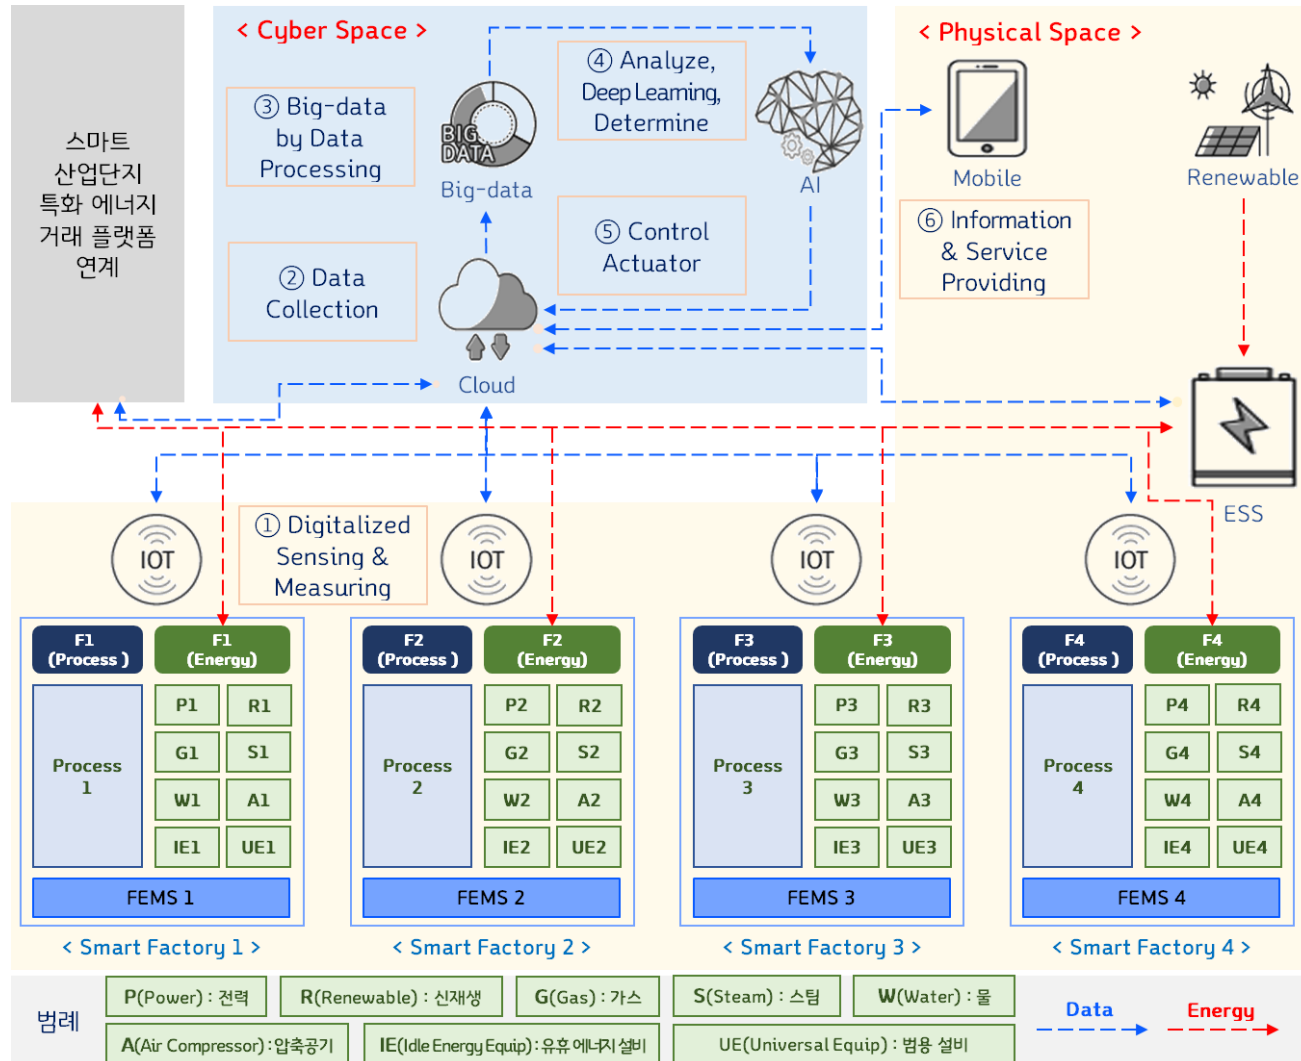 스마트
산업단지
특화 에너지
거래 플랫폼
연계
< Cyber Space >
③ Big-data
by Data
Processing
BIG
DATA
Big-data
④ Analyze,
Deep Learning,
Determine
AI
② Data
Collection
⑤ Control
Actuator
Cloud
< Physical Space >
Mobile
Renewable
⑥ Information
& Service
Providing
ESS
IOT
① Digitalized
Sensing &
Measuring
IOT
IOT
IOT
F1
(Process )
F1
(Energy)
Process
1
P1 R1
G1 S1
W1 A1
IE1 UE1
FEMS 1
< Smart Factory 1 >
F2
(Process )
F2
(Energy)
Process
2
P2 R2
G2 S2
W2 A2
IE2 UE2
FEMS 2
< Smart Factory 2 >
F3
(Process )
F3
(Energy)
Process
3
P3 R3
G3 S3
W3 A3
IE3 UE3
FEMS 3
< Smart Factory 3 >
F4
(Process )
F4
(Energy)
Process
4
P4 R4
G4 S4
W4 A4
IE4 UE4
FEMS 4
< Smart Factory 4 >
범례
P(Power) : 전력
R(Renewable) : 신재생
G(Gas) : 가스
S(Steam) : 스팀
W(Water) : 물
A(Air Compressor) : 압축공기
IE(Idle Energy Equip) : 유휴 에너지 설비
UE(Universal Equip) : 범용 설비
Data
Energy